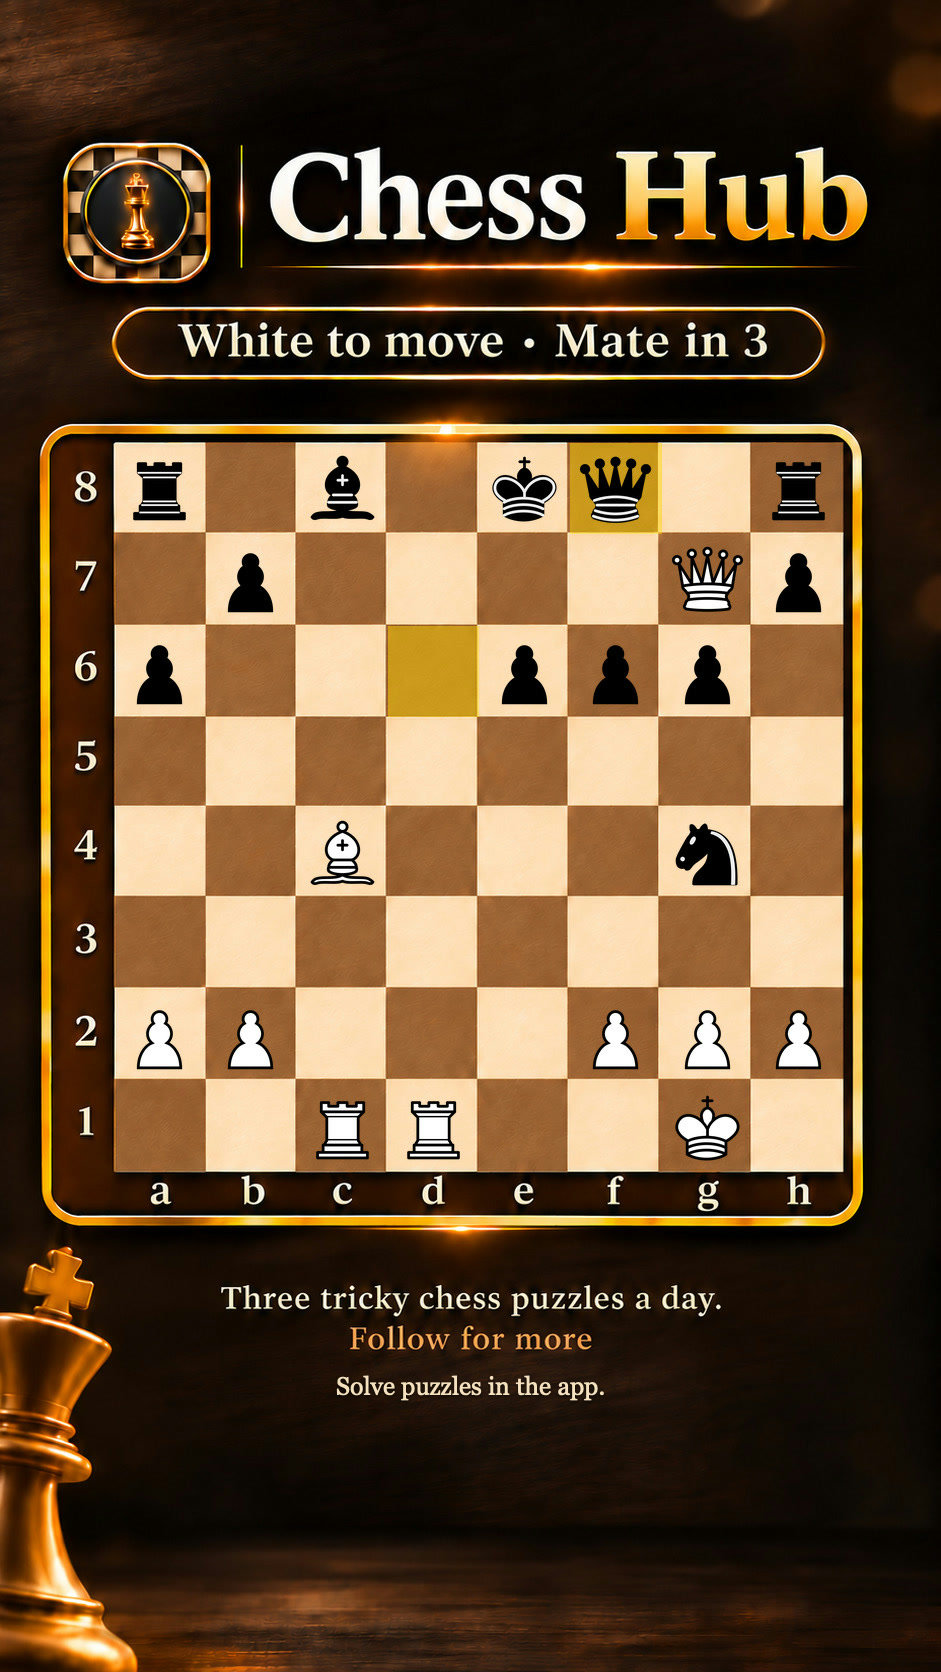 Chess Hub
White to move • Mate in 3
8
7
6
5
4
3
2
1
a b c d e f g h
Three tricky chess puzzles a day.
Follow for more
Solve puzzles in the app.